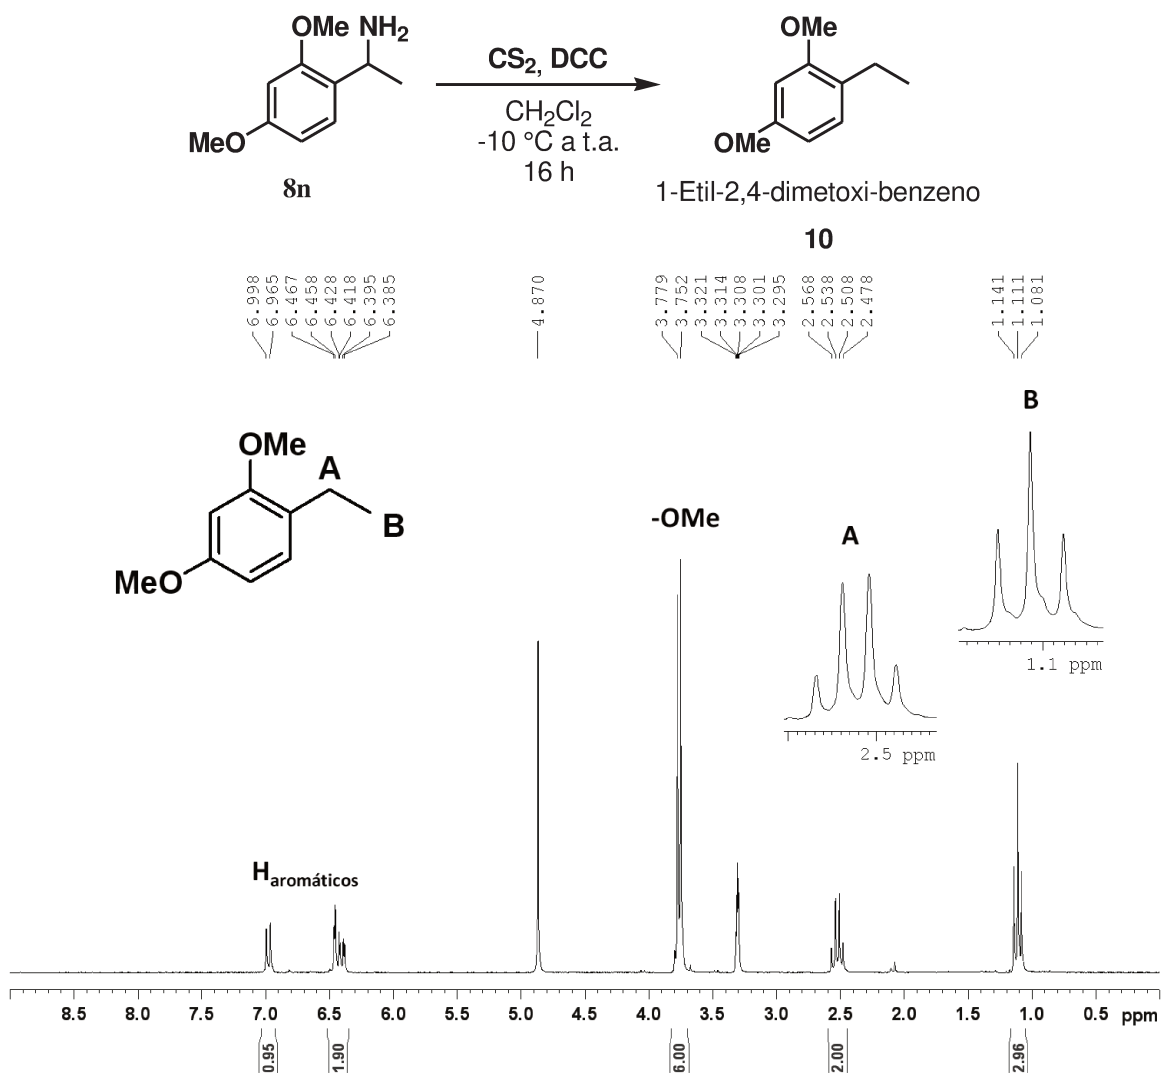 OMe NH2
CS2, DCC
OMe
CH2Cl2
-10 °C a t.a.
16 h
MeO
OMe
8n
1-Etil-2,4-dimetoxi-benzeno
10
6.998
6.965
6.467
6.458
6.428
6.418
6.395
6.385
4.870
3.779
3.752
3.321
3.314
3.308
3.301
3.295
2.568
2.538
2.508
2.478
1.141
1.111
1.081
B
OMe
A
B
MeO
-OMe
A
1.1 ppm
2.5 ppm
Haromáticos
8.5 8.0 7.5 7.0 6.5 6.0 5.5 5.0 4.5 4.0 3.5 3.0 2.5 2.0 1.5 1.0 0.5 ppm
0.95
1.90
6.00
2.00
2.96